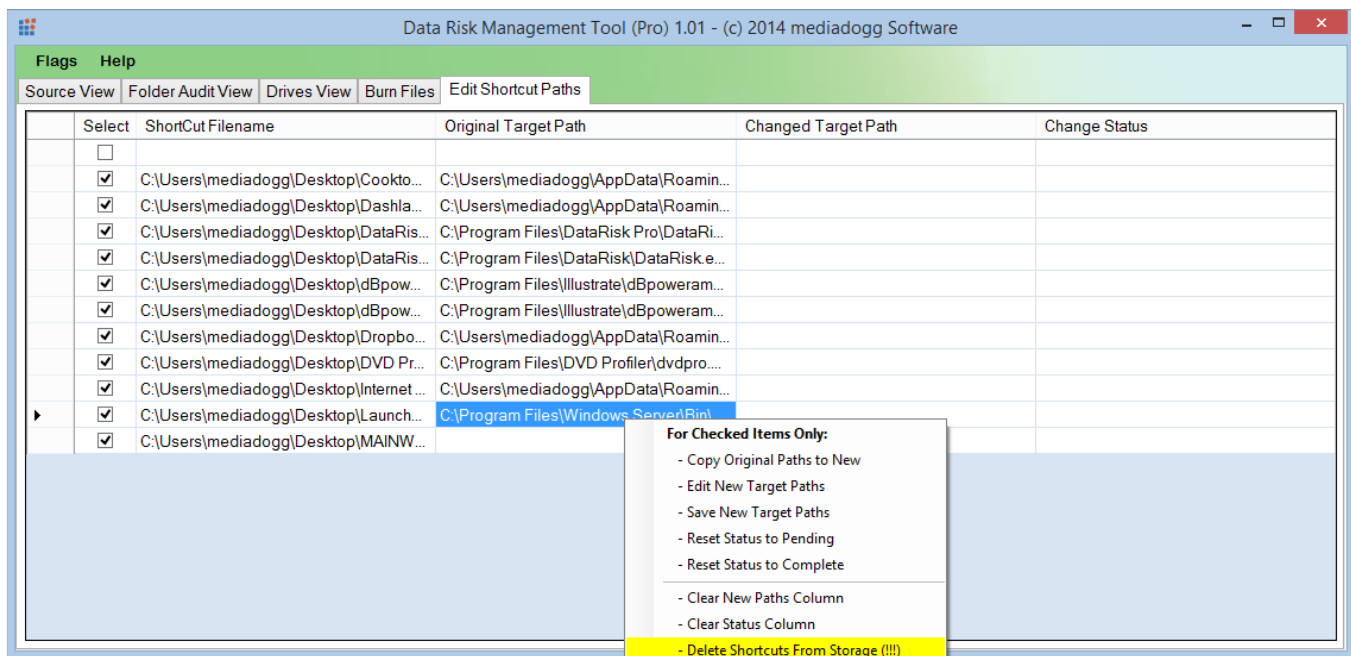 Data Risk Management Tool (Pro) 1.01 - (c) 2014 mediadogg Software
Flags Help
Source View Folder Audit View Drives View Burn Files Edit Shortcut Paths
Select ShortCut Filename Original Target Path Changed Target Path Change Status
C:\Users\mediadogg\Desktop\Cookto... C:\Users\mediadogg\AppData\Roamin...
C:\Users\mediadogg\Desktop\Dashla... C:\Users\mediadogg\AppData\Roamin...
C:\Users\mediadogg\Desktop\DataRis... C:\Program Files\DataRisk Pro\DataRi...
C:\Users\mediadogg\Desktop\DataRis... C:\Program Files\DataRisk\DataRisk.e...
C:\Users\mediadogg\Desktop\dBpow... C:\Program Files\Illustrate\dBpoweram...
C:\Users\mediadogg\Desktop\dBpow... C:\Program Files\Illustrate\dBpoweram...
C:\Users\mediadogg\Desktop\Dropbo... C:\Users\mediadogg\AppData\Roamin...
C:\Users\mediadogg\Desktop\DVD Pr... C:\Program Files\DVD Profiler\dvdpro....
C:\Users\mediadogg\Desktop\Internet ... C:\Users\mediadogg\AppData\Roamin...
C:\Users\mediadogg\Desktop\Launch... C:\Program Files\Windows Server\Bin\
C:\Users\mediadogg\Desktop\MAINW...
For Checked Items Only:
- Copy Original Paths to New
- Edit New Target Paths
- Save New Target Paths
- Reset Status to Pending
- Reset Status to Complete
- Clear New Paths Column
- Clear Status Column
- Delete Shortcuts From Storage (!!!)